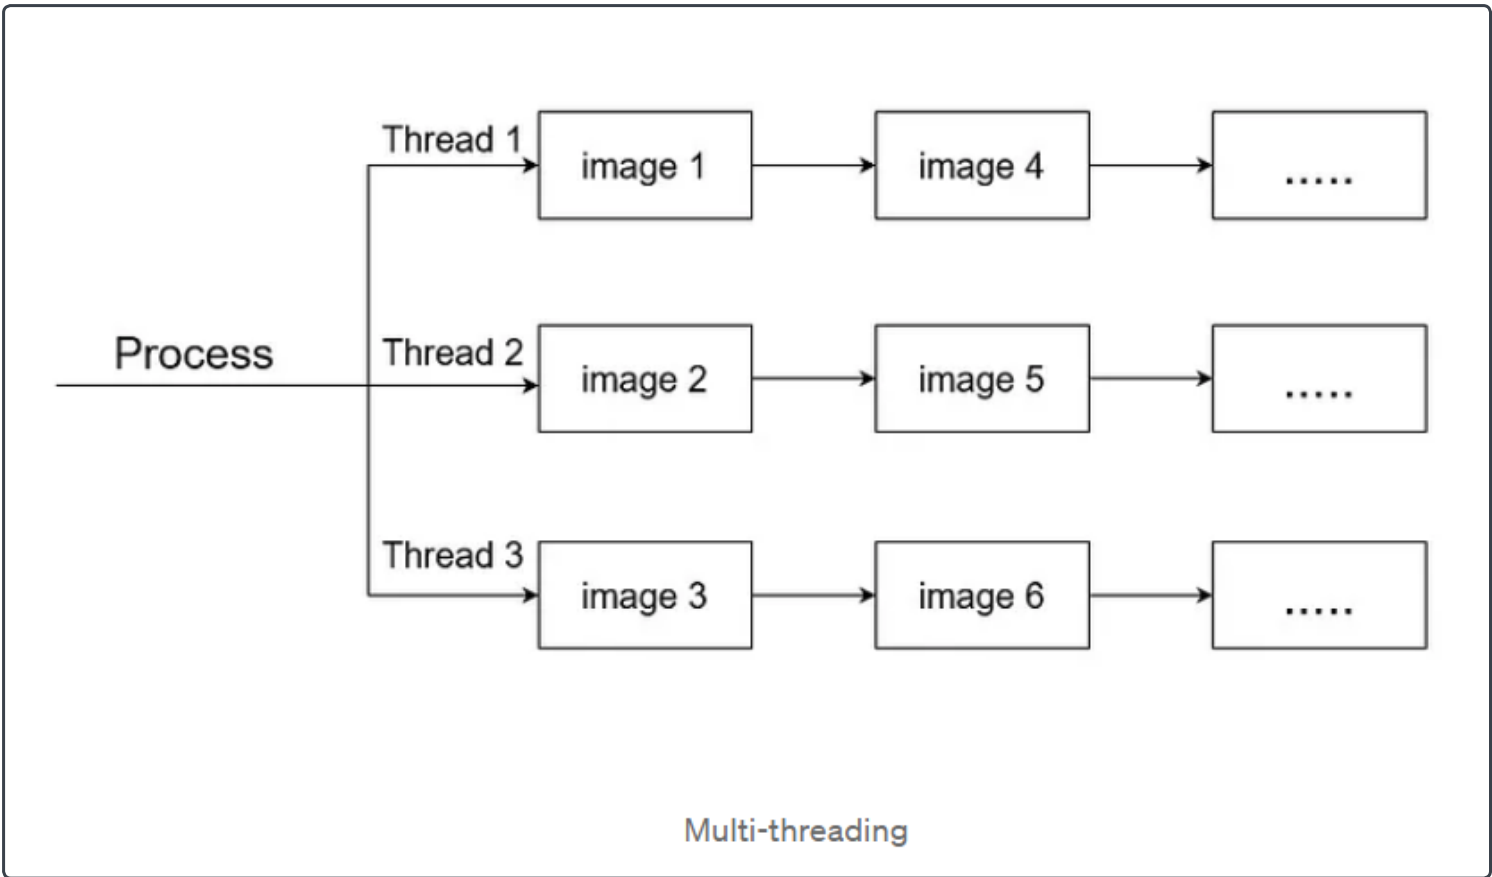 Thread 1
image 1
image 4
.....
Process
Thread 2
image 2
image 5
.....
Thread 3
image 3
image 6
.....
Multi-threading